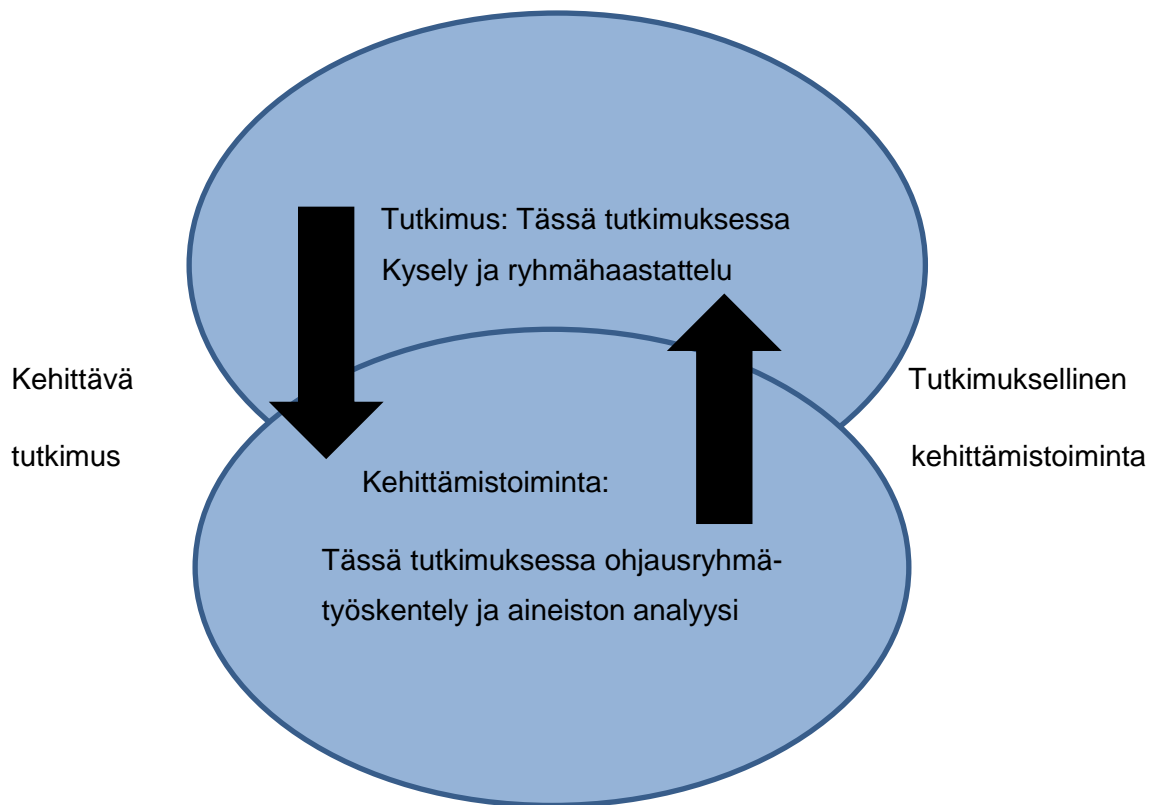 Tutkimus: Tässä tutkimuksessa
Kysely ja ryhmähaastattelu
Kehittävä
tutkimus
Tutkimuksellinen
kehittämistoiminta
Kehittämistoiminta:
Tässä tutkimuksessa ohjausryhmä-
työskentely ja aineiston analyysi